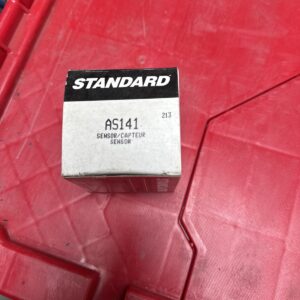 STANDARD
213
AS141
SENSOR/CAPTEUR
SENSOR